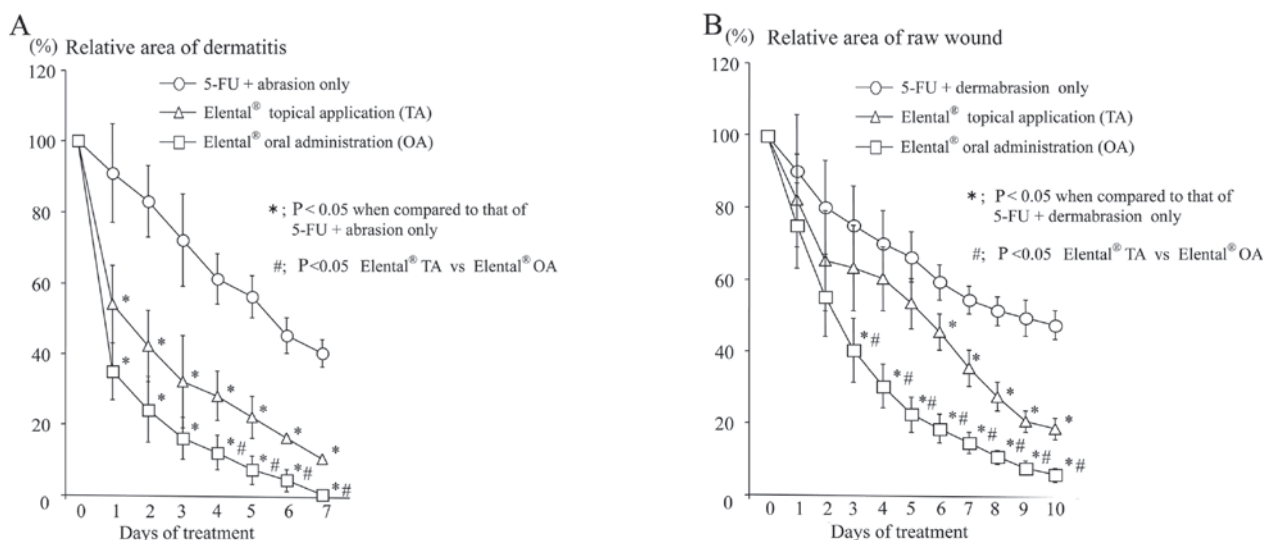 A
(%) Relative area of dermatitis
120
100
80
60
40
20
0
0 1 2 3 4 5 6 7
Days of treatment
5-FU + abrasion only
Elental® topical application (TA)
Elental® oral administration (OA)
* ; P < 0.05 when compared to that of
5-FU + abrasion only
#; P <0.05 Elental® TA vs Elental® OA
* * * * * * *
* * * *# *# *# *#
B
(%) Relative area of raw wound
120
100
80
60
40
20
0
0 1 2 3 4 5 6 7 8 9 10
Days of treatment
5-FU + dermabrasion only
Elental® topical application (TA)
Elental® oral administration (OA)
* ; P < 0.05 when compared to that of
5-FU + dermabrasion only
#; P <0.05 Elental® TA vs Elental® OA
* * * * *
*# *# *# *# *# *# *# *#